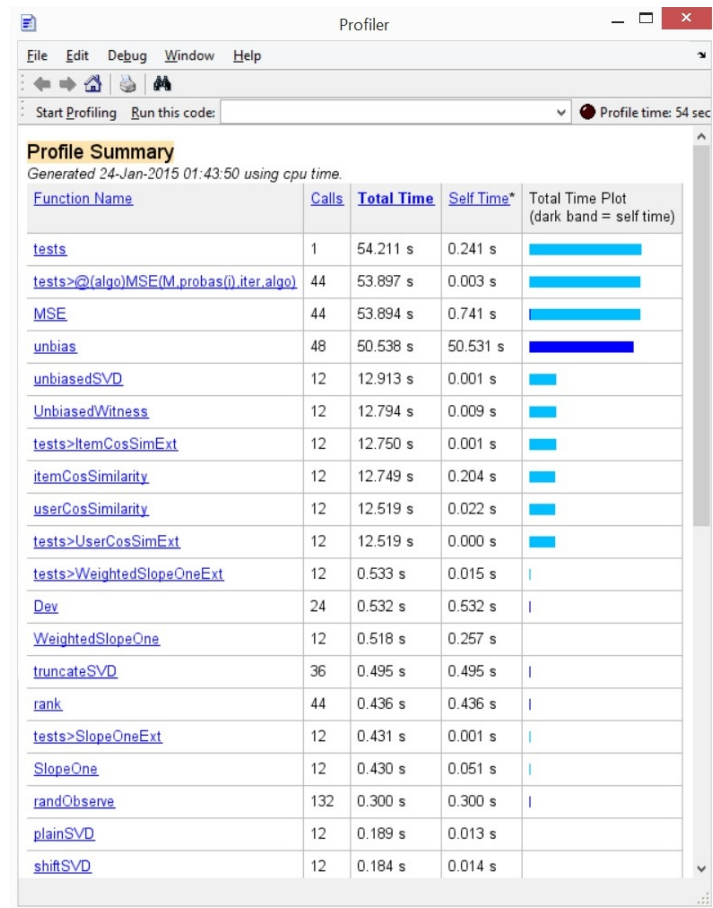 Profiler
File Edit Debug Window Help
Start Profiling Run this code: Profile time: 54 sec
Profile Summary
Generated 24-Jan-2015 01:43:50 using cpu time.
Function Name Calls Total Time Self Time* Total Time Plot
(dark band = self time)
tests 1 54.211 s 0.241 s
tests>@(algo)MSE(M,probas(i),iter,algo) 44 53.897 s 0.003 s
MSE 44 53.894 s 0.741 s
unbias 48 50.538 s 50.531 s
unbiasedSVD 12 12.913 s 0.001 s
UnbiasedWitness 12 12.794 s 0.009 s
tests>ItemCosSimExt 12 12.750 s 0.001 s
itemCosSimilarity 12 12.749 s 0.204 s
userCosSimilarity 12 12.519 s 0.022 s
tests>UserCosSimExt 12 12.519 s 0.000 s
tests>WeightedSlopeOneExt 12 0.533 s 0.015 s
Dev 24 0.532 s 0.532 s
WeightedSlopeOne 12 0.518 s 0.257 s
truncateSVD 36 0.495 s 0.495 s
rank 44 0.436 s 0.436 s
tests>SlopeOneExt 12 0.431 s 0.001 s
SlopeOne 12 0.430 s 0.051 s
randObserve 132 0.300 s 0.300 s
plainSVD 12 0.189 s 0.013 s
shiftSVD 12 0.184 s 0.014 s